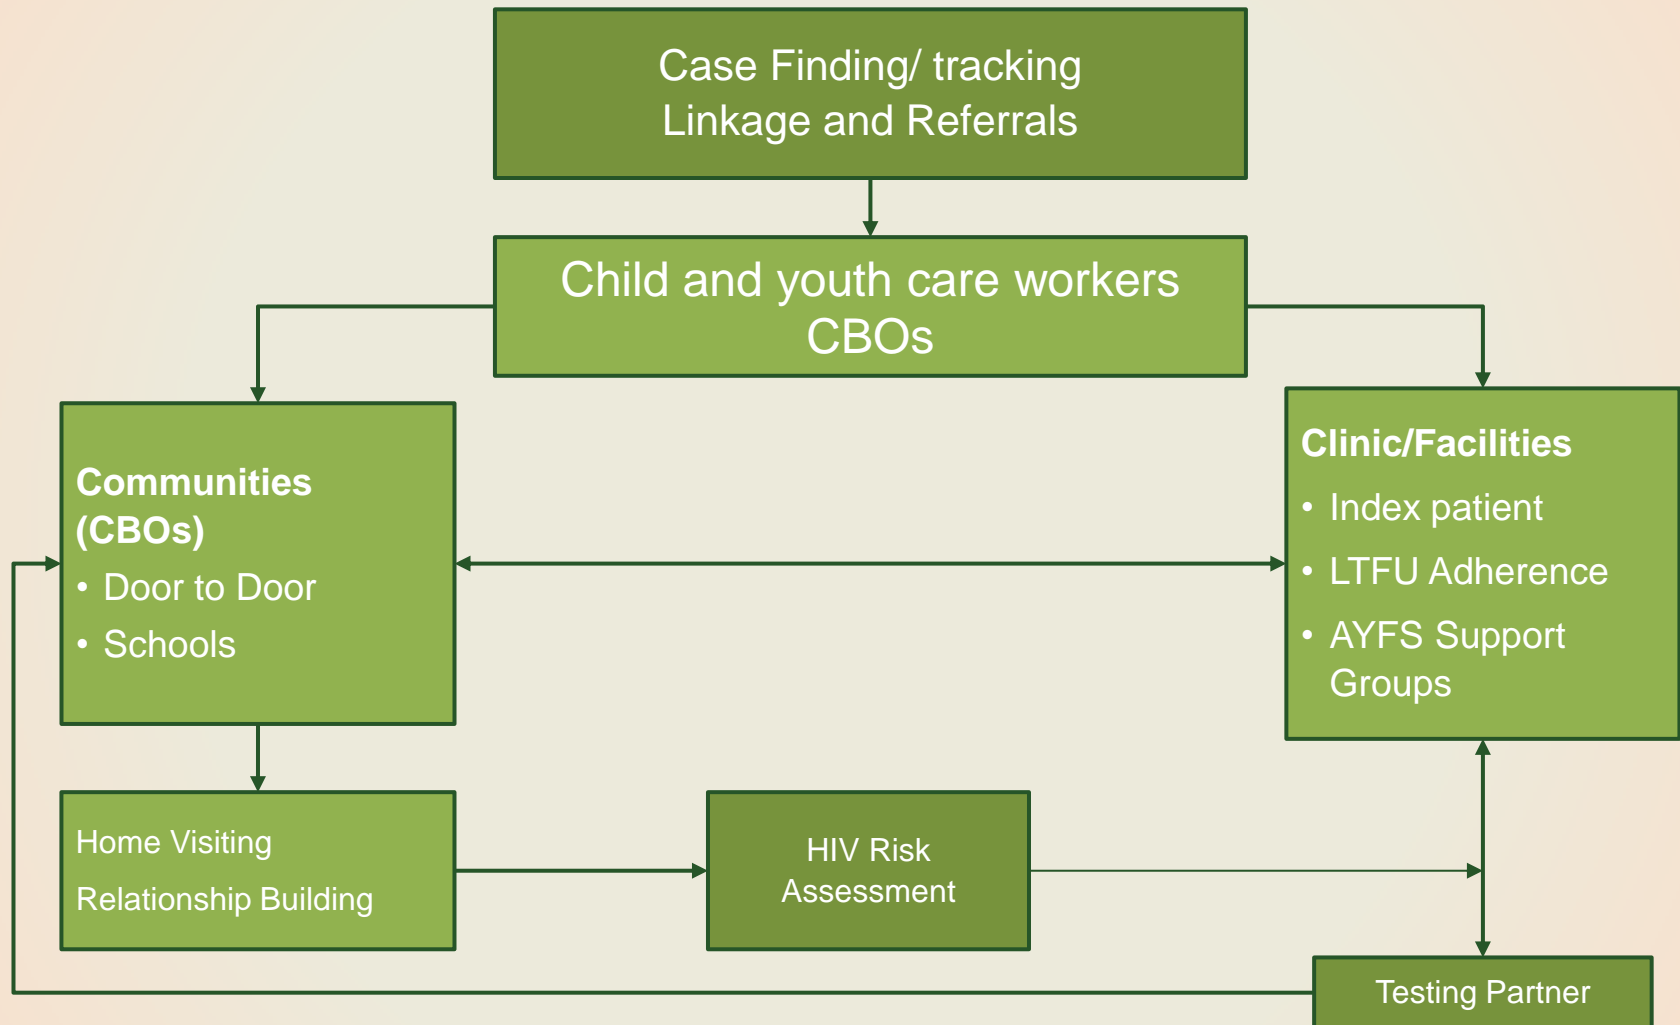 Case Finding/ tracking
Linkage and Referrals
Child and youth care workers
CBOs
Communities
(CBOs)
• Door to Door
• Schools
Clinic/Facilities
• Index patient
• LTFU Adherence
• AYFS Support
Groups
Home Visiting
Relationship Building
HIV Risk
Assessment
Testing Partner